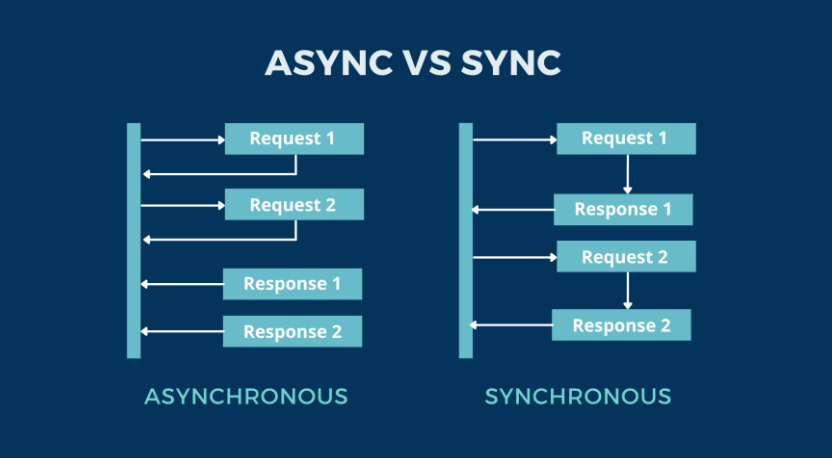 ASYNC VS SYNC
Request 1
Request 2
Response 1
Response 2
ASYNCHRONOUS
Request 1
Response 1
Request 2
Response 2
SYNCHRONOUS